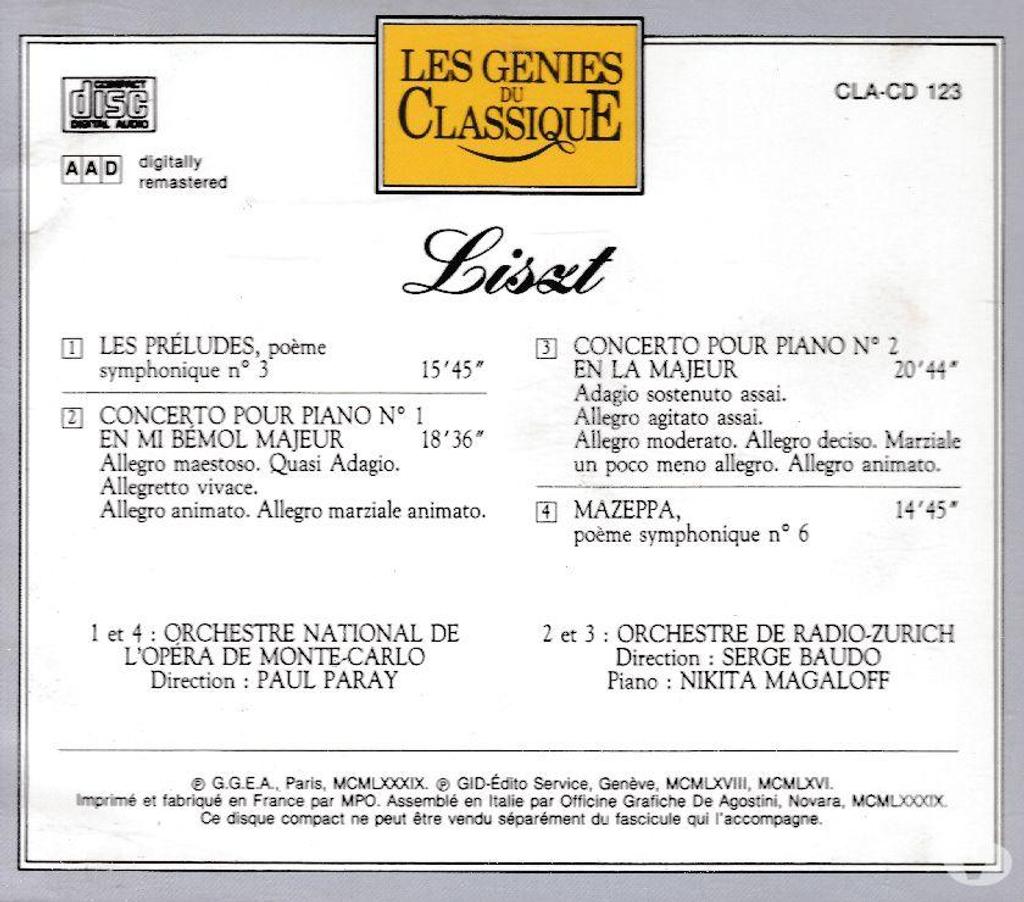 LES GENIES
DU
CLASSIQUE
COMPACT
disc
DIGITAL AUDIO
CLA-CD 123
AAD digitally
remastered
Liszt
1 LES PRÉLUDES, poème
symphonique n° 3 15'45"
2 CONCERTO POUR PIANO N° 1
EN MI BÉMOL MAJEUR 18'36"
Allegro maestoso. Quasi Adagio.
Allegretto vivace.
Allegro animato. Allegro marziale animato.
3 CONCERTO POUR PIANO N° 2
EN LA MAJEUR 20'44"
Adagio sostenuto assai.
Allegro agitato assai.
Allegro moderato. Allegro deciso. Marziale
un poco meno allegro. Allegro animato.
4 MAZEPPA, 14'45"
poème symphonique n° 6
1 et 4 : ORCHESTRE NATIONAL DE
L'OPÉRA DE MONTE-CARLO
Direction : PAUL PARAY
2 et 3 : ORCHESTRE DE RADIO-ZURICH
Direction : SERGE BAUDO
Piano : NIKITA MAGALOFF
℗ G.G.E.A., Paris, MCMLXXXIX. ℗ GID-Édito Service, Genève, MCMLXVIII, MCMLXVI.
Imprimé et fabriqué en France par MPO. Assemblé en Italie par Officine Grafiche De Agostini, Novara, MCMLXXXIX.
Ce disque compact ne peut être vendu séparément du fascicule qui l'accompagne.